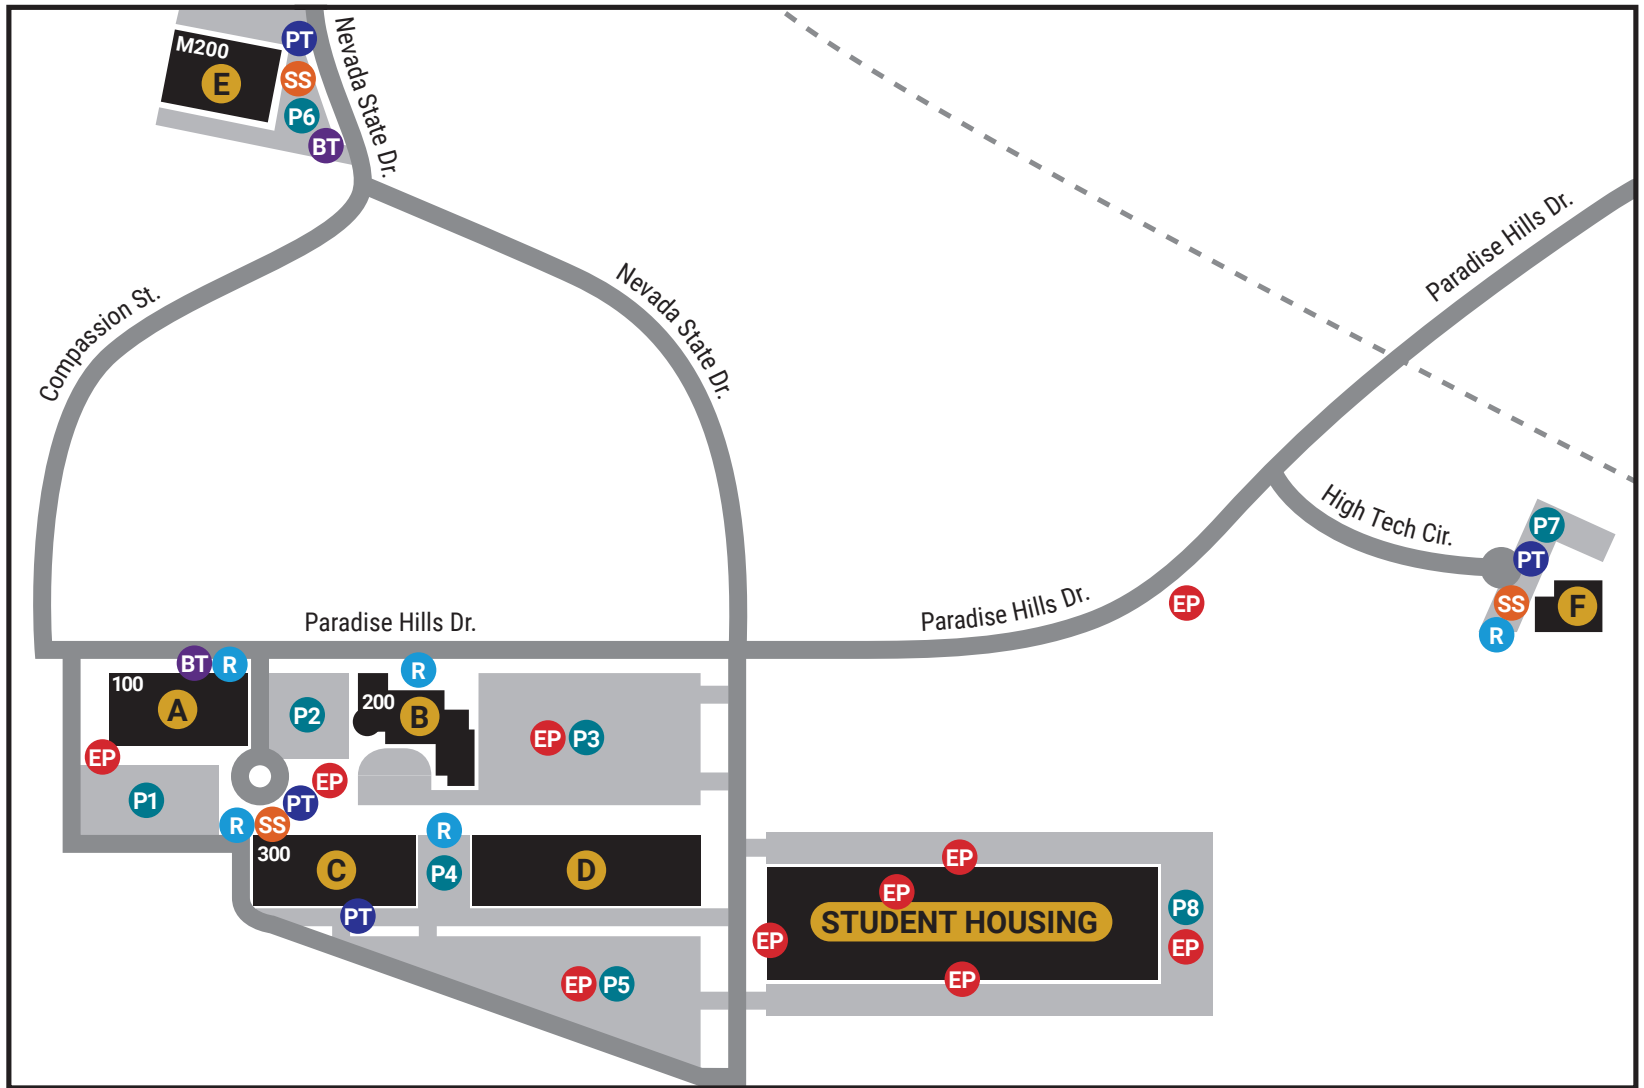 PT
Nevada State Dr.
M200
E
SS
P6
BT
Paradise Hills Dr.
Compassion St.
Nevada State Dr.
High Tech Cir.
P7
PT
SS
F
R
EP
Paradise Hills Dr.
Paradise Hills Dr.
BT R
R
100
A
P2
200
B
EP P3
EP
EP
P1
PT
R SS
R
300
C
P4
D
PT
EP
EP
STUDENT HOUSING
P8
EP
EP
EP
EP P5